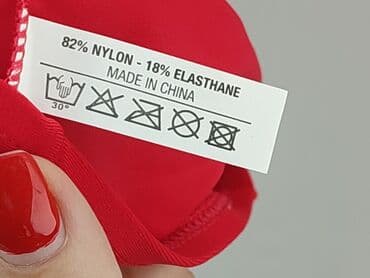 82% NYLON - 18% ELASTHANE
MADE IN CHINA
30°